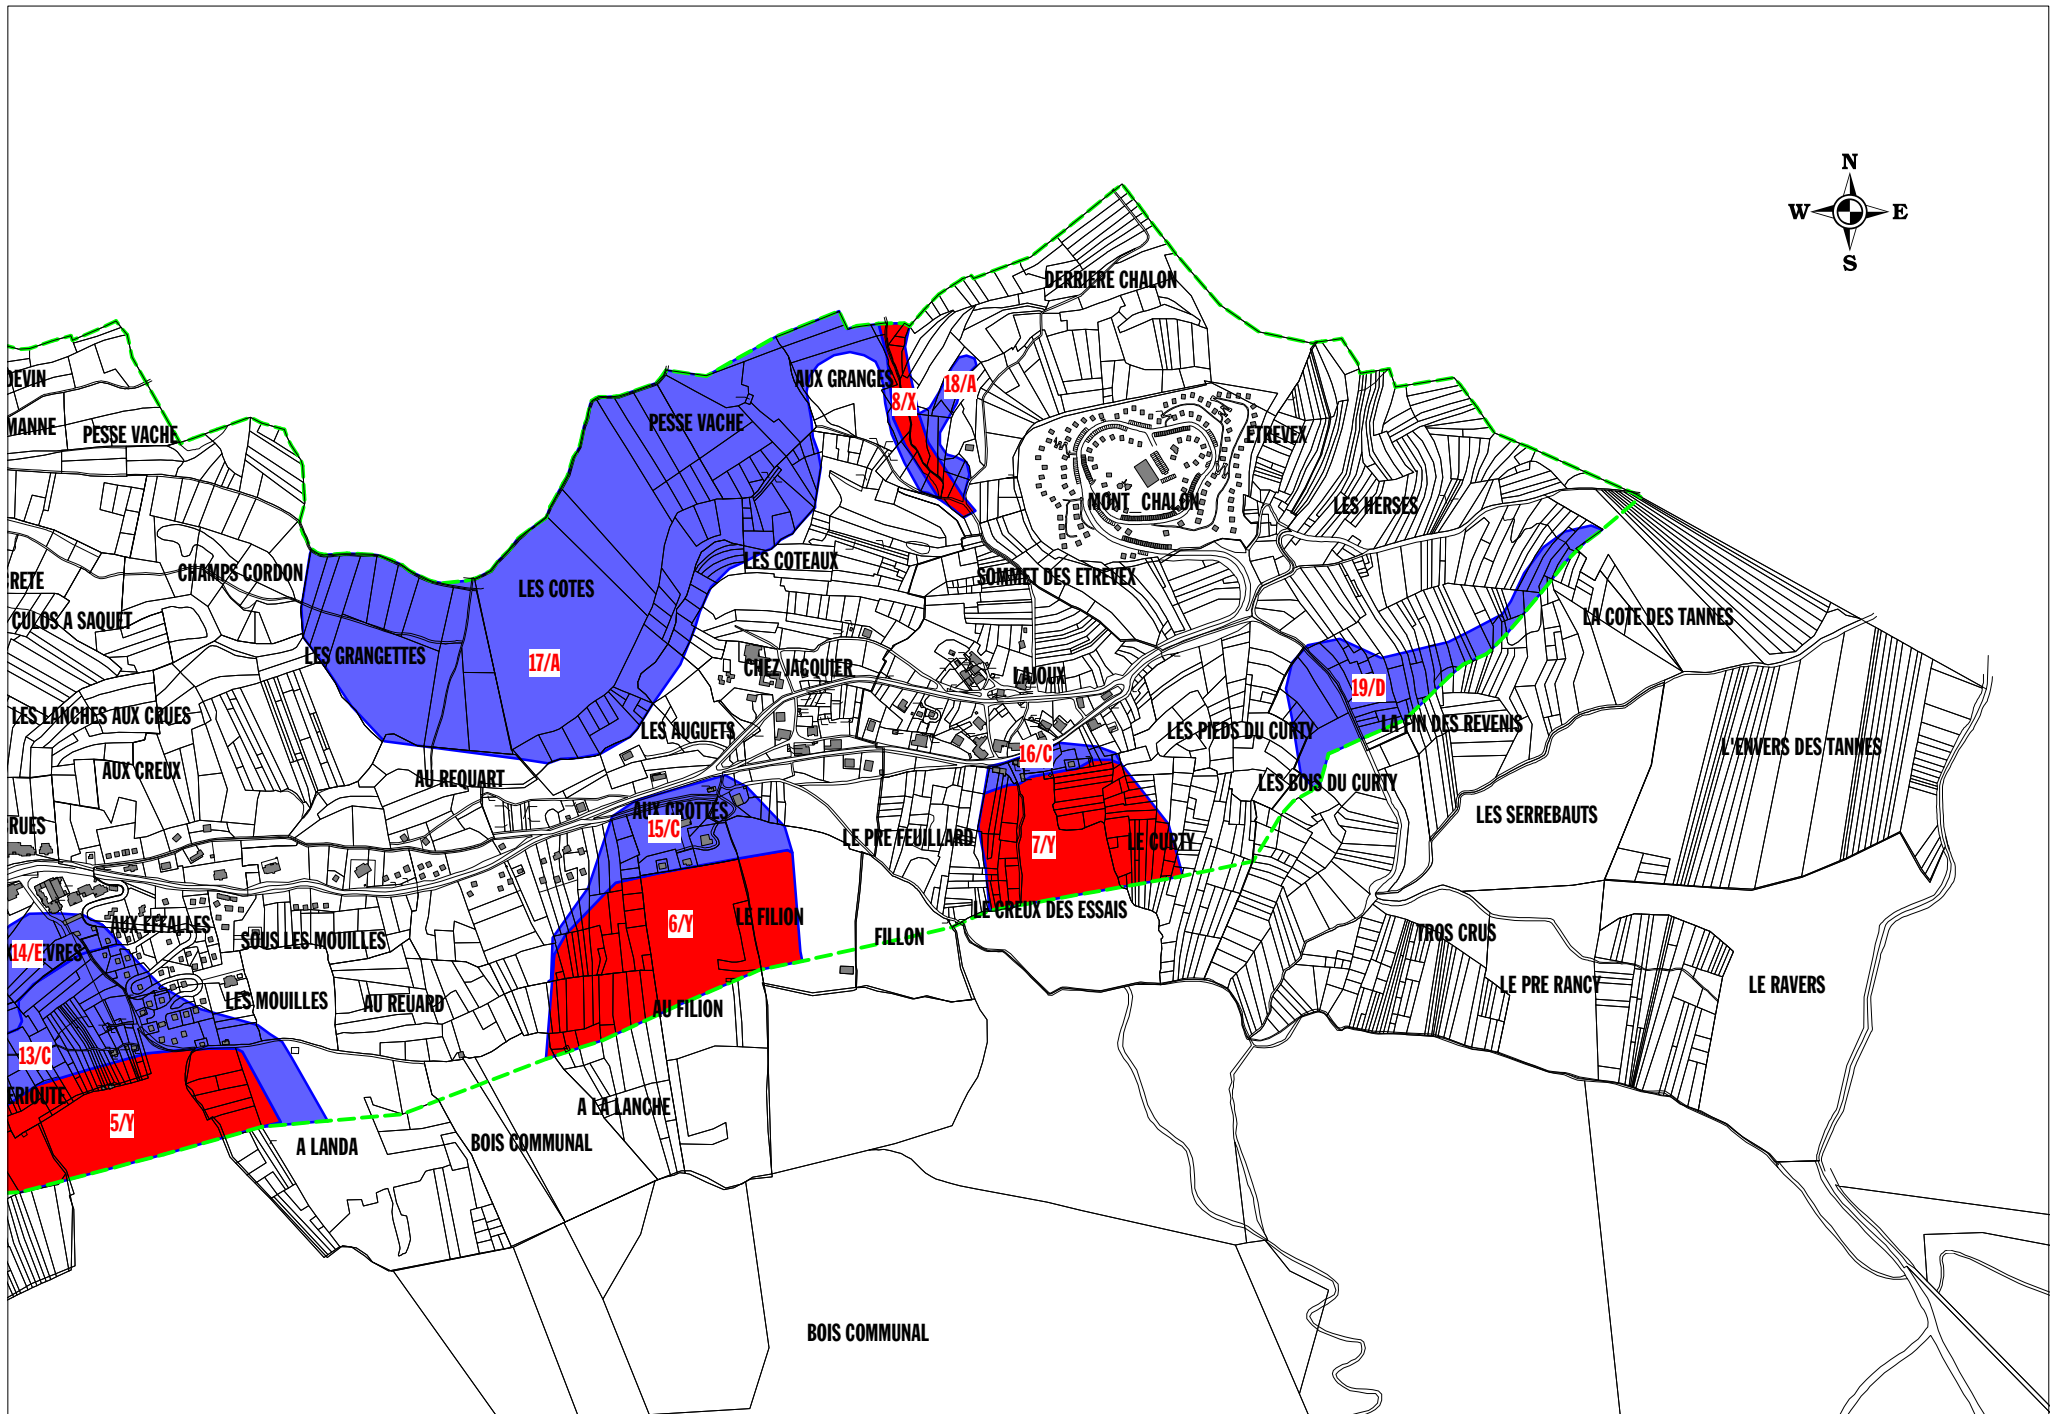 N
W E
S
DERRIERE CHALON
DEVIN
AUX GRANGES
18/A
8/X
MANNE
PESSE VACHE
PESSE VACHE
ETREVEX
MONT CHALON
LES HERSES
LES COTEAUX
CHAMPS CORDON
SOMMET DES ETREVEX
RETE
LES COTES
CULOS A SAQUET
LA COTE DES TANNES
LES GRANGETTES
17/A
CHEZ JACQUIER
LAJOUX
19/D
LES LANCHES AUX CRUES
LES AUGUETS
LES PIEDS DU CURTY
LA FIN DES REVENIS
L'ENVERS DES TANNES
16/C
AUX CREUX
AU REQUART
LES BOIS DU CURTY
AUX CROTTES
LES SERREBAUTS
RUES
15/C
LE PRE FEUILLARD
7/Y
LE CURTY
LE CREUX DES ESSAIS
6/Y
LE FILION
AUX EFFALLES
FILLON
TROS CRUS
SOUS LES MOUILLES
14/E
VRES
LE PRE RANCY
LE RAVERS
LES MOUILLES
AU REUARD
AU FILION
13/C
ERIOUTE
A LA LANCHE
5/Y
A LANDA
BOIS COMMUNAL
BOIS COMMUNAL